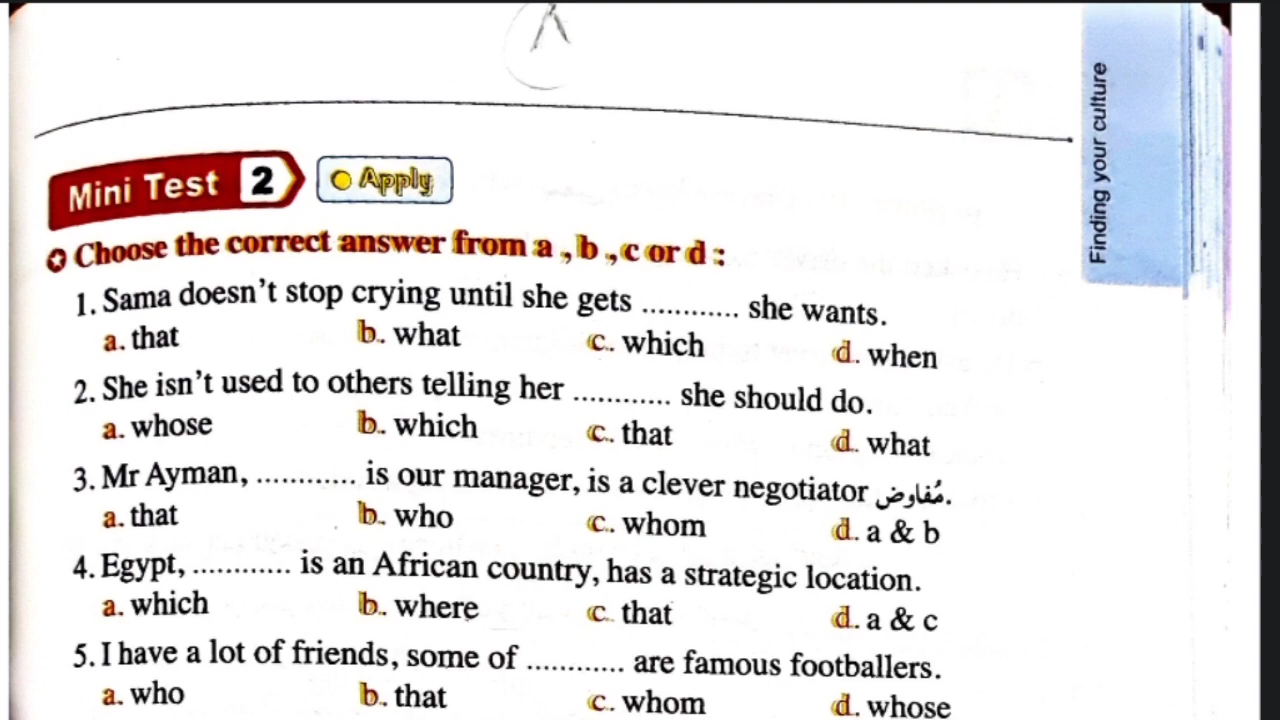 Finding your culture
Mini Test 2 Apply
Choose the correct answer from a , b , c or d :
1. Sama doesn't stop crying until she gets ............ she wants.
a. that b. what c. which d. when
2. She isn't used to others telling her ............ she should do.
a. whose b. which c. that d. what
3. Mr Ayman, ............ is our manager, is a clever negotiator مُفاوض.
a. that b. who c. whom d. a & b
4. Egypt, ............ is an African country, has a strategic location.
a. which b. where c. that d. a & c
5. I have a lot of friends, some of ............ are famous footballers.
a. who b. that c. whom d. whose